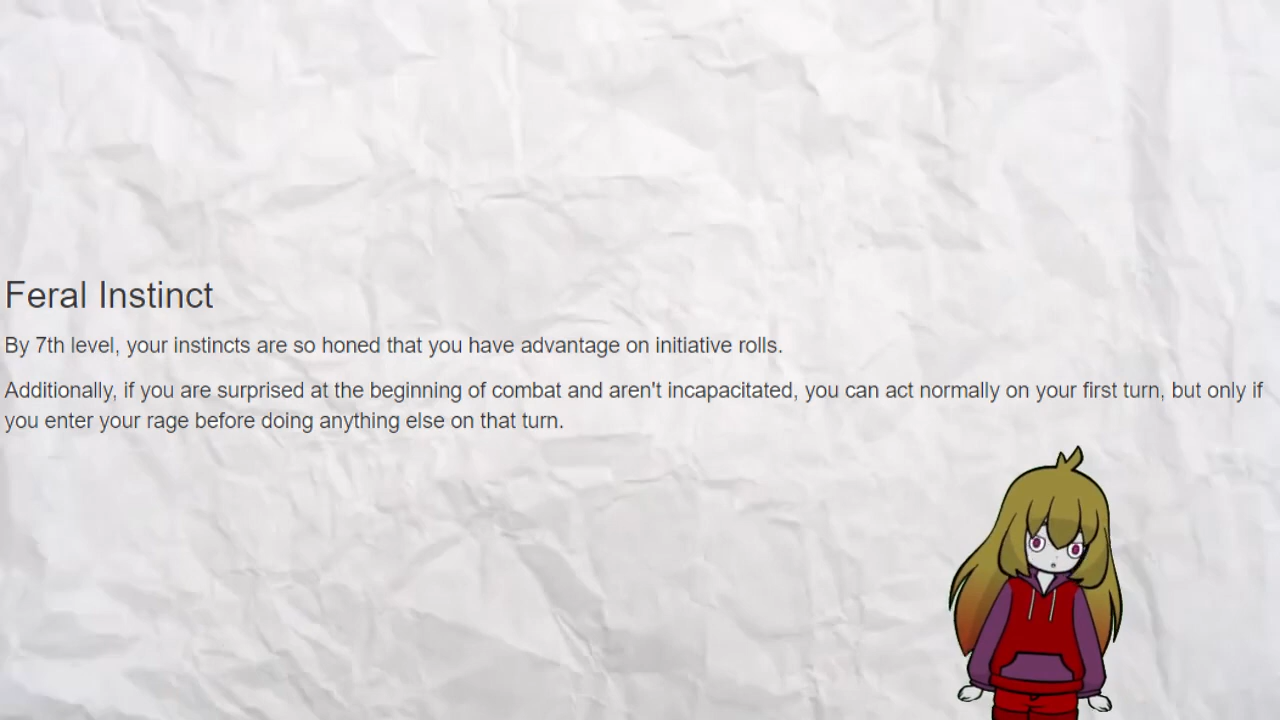 Feral Instinct
By 7th level, your instincts are so honed that you have advantage on initiative rolls.
Additionally, if you are surprised at the beginning of combat and aren't incapacitated, you can act normally on your first turn, but only if
you enter your rage before doing anything else on that turn.